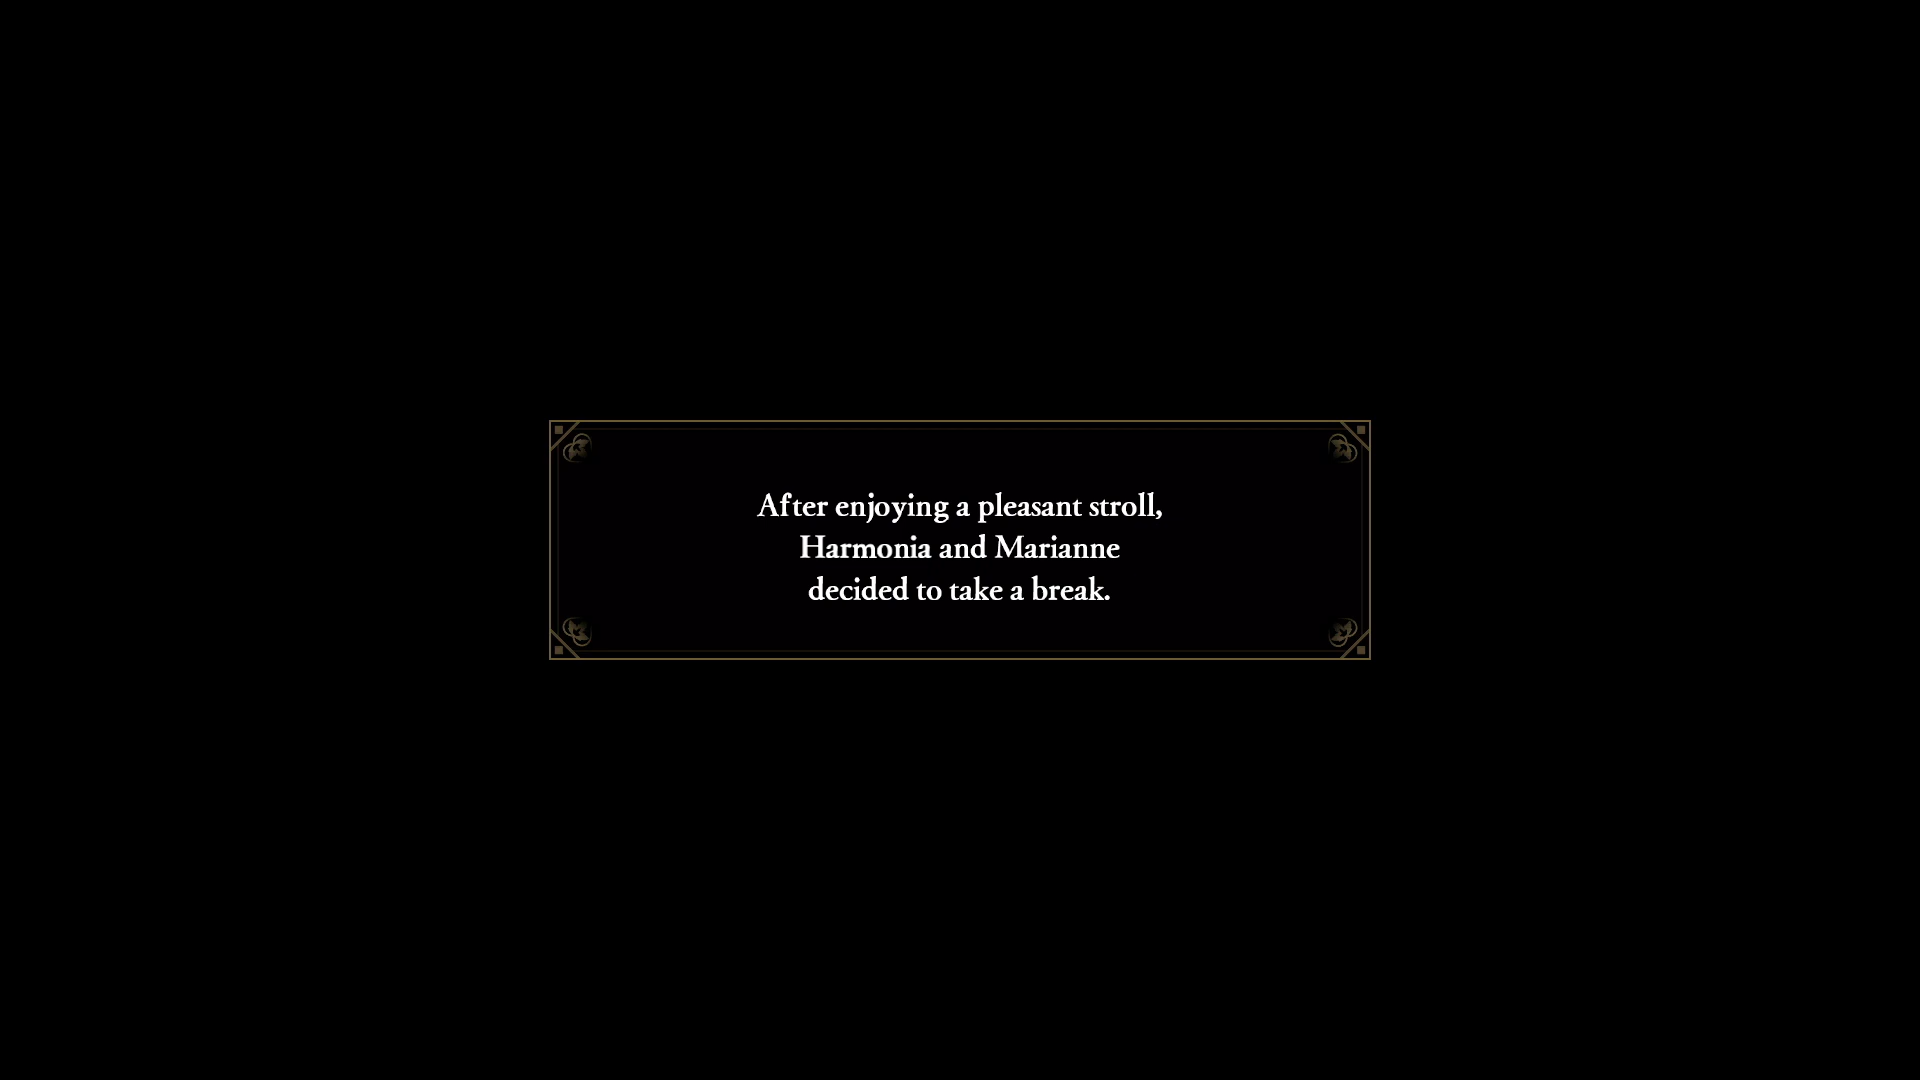 After enjoying a pleasant stroll,
Harmonia and Marianne
decided to take a break.